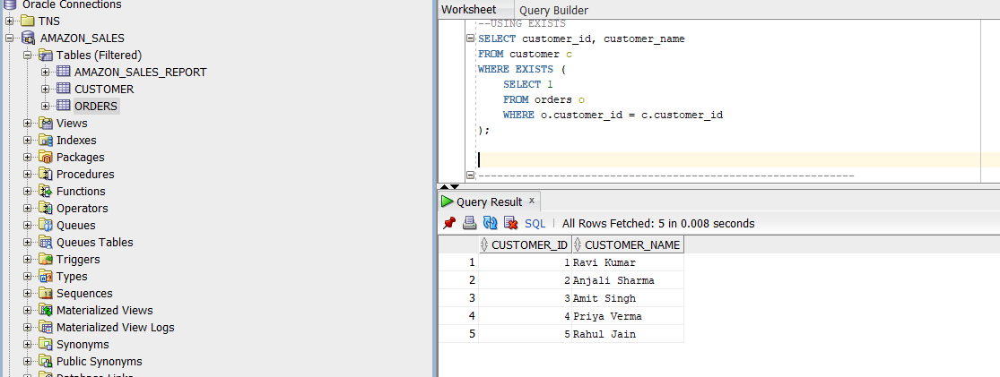 Oracle Connections
TNS
AMAZON_SALES
Tables (Filtered)
AMAZON_SALES_REPORT
CUSTOMER
ORDERS
Views
Indexes
Packages
Procedures
Functions
Operators
Queues
Queues Tables
Triggers
Types
Sequences
Materialized Views
Materialized View Logs
Synonyms
Public Synonyms
Database Links
Worksheet Query Builder
--USING EXISTS
SELECT customer_id, customer_name
FROM customer c
WHERE EXISTS (
SELECT 1
FROM orders o
WHERE o.customer_id = c.customer_id
);
------------------------------------------------------------
Query Result x
SQL | All Rows Fetched: 5 in 0.008 seconds
CUSTOMER_ID CUSTOMER_NAME
1 1 Ravi Kumar
2 2 Anjali Sharma
3 3 Amit Singh
4 4 Priya Verma
5 5 Rahul Jain